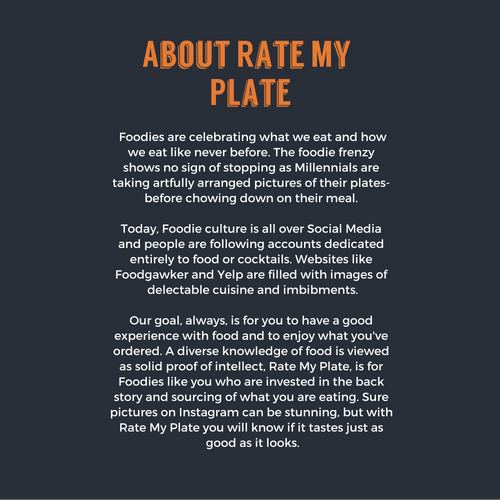 ABOUT RATE MY
PLATE
Foodies are celebrating what we eat and how
we eat like never before. The foodie frenzy
shows no sign of stopping as Millennials are
taking artfully arranged pictures of their plates-
before chowing down on their meal.
Today, Foodie culture is all over Social Media
and people are following accounts dedicated
entirely to food or cocktails. Websites like
Foodgawker and Yelp are filled with images of
delectable cuisine and imbibments.
Our goal, always, is for you to have a good
experience with food and to enjoy what you've
ordered. A diverse knowledge of food is viewed
as solid proof of intellect, Rate My Plate, is for
Foodies like you who are invested in the back
story and sourcing of what you are eating. Sure
pictures on Instagram can be stunning, but with
Rate My Plate you will know if it tastes just as
good as it looks.